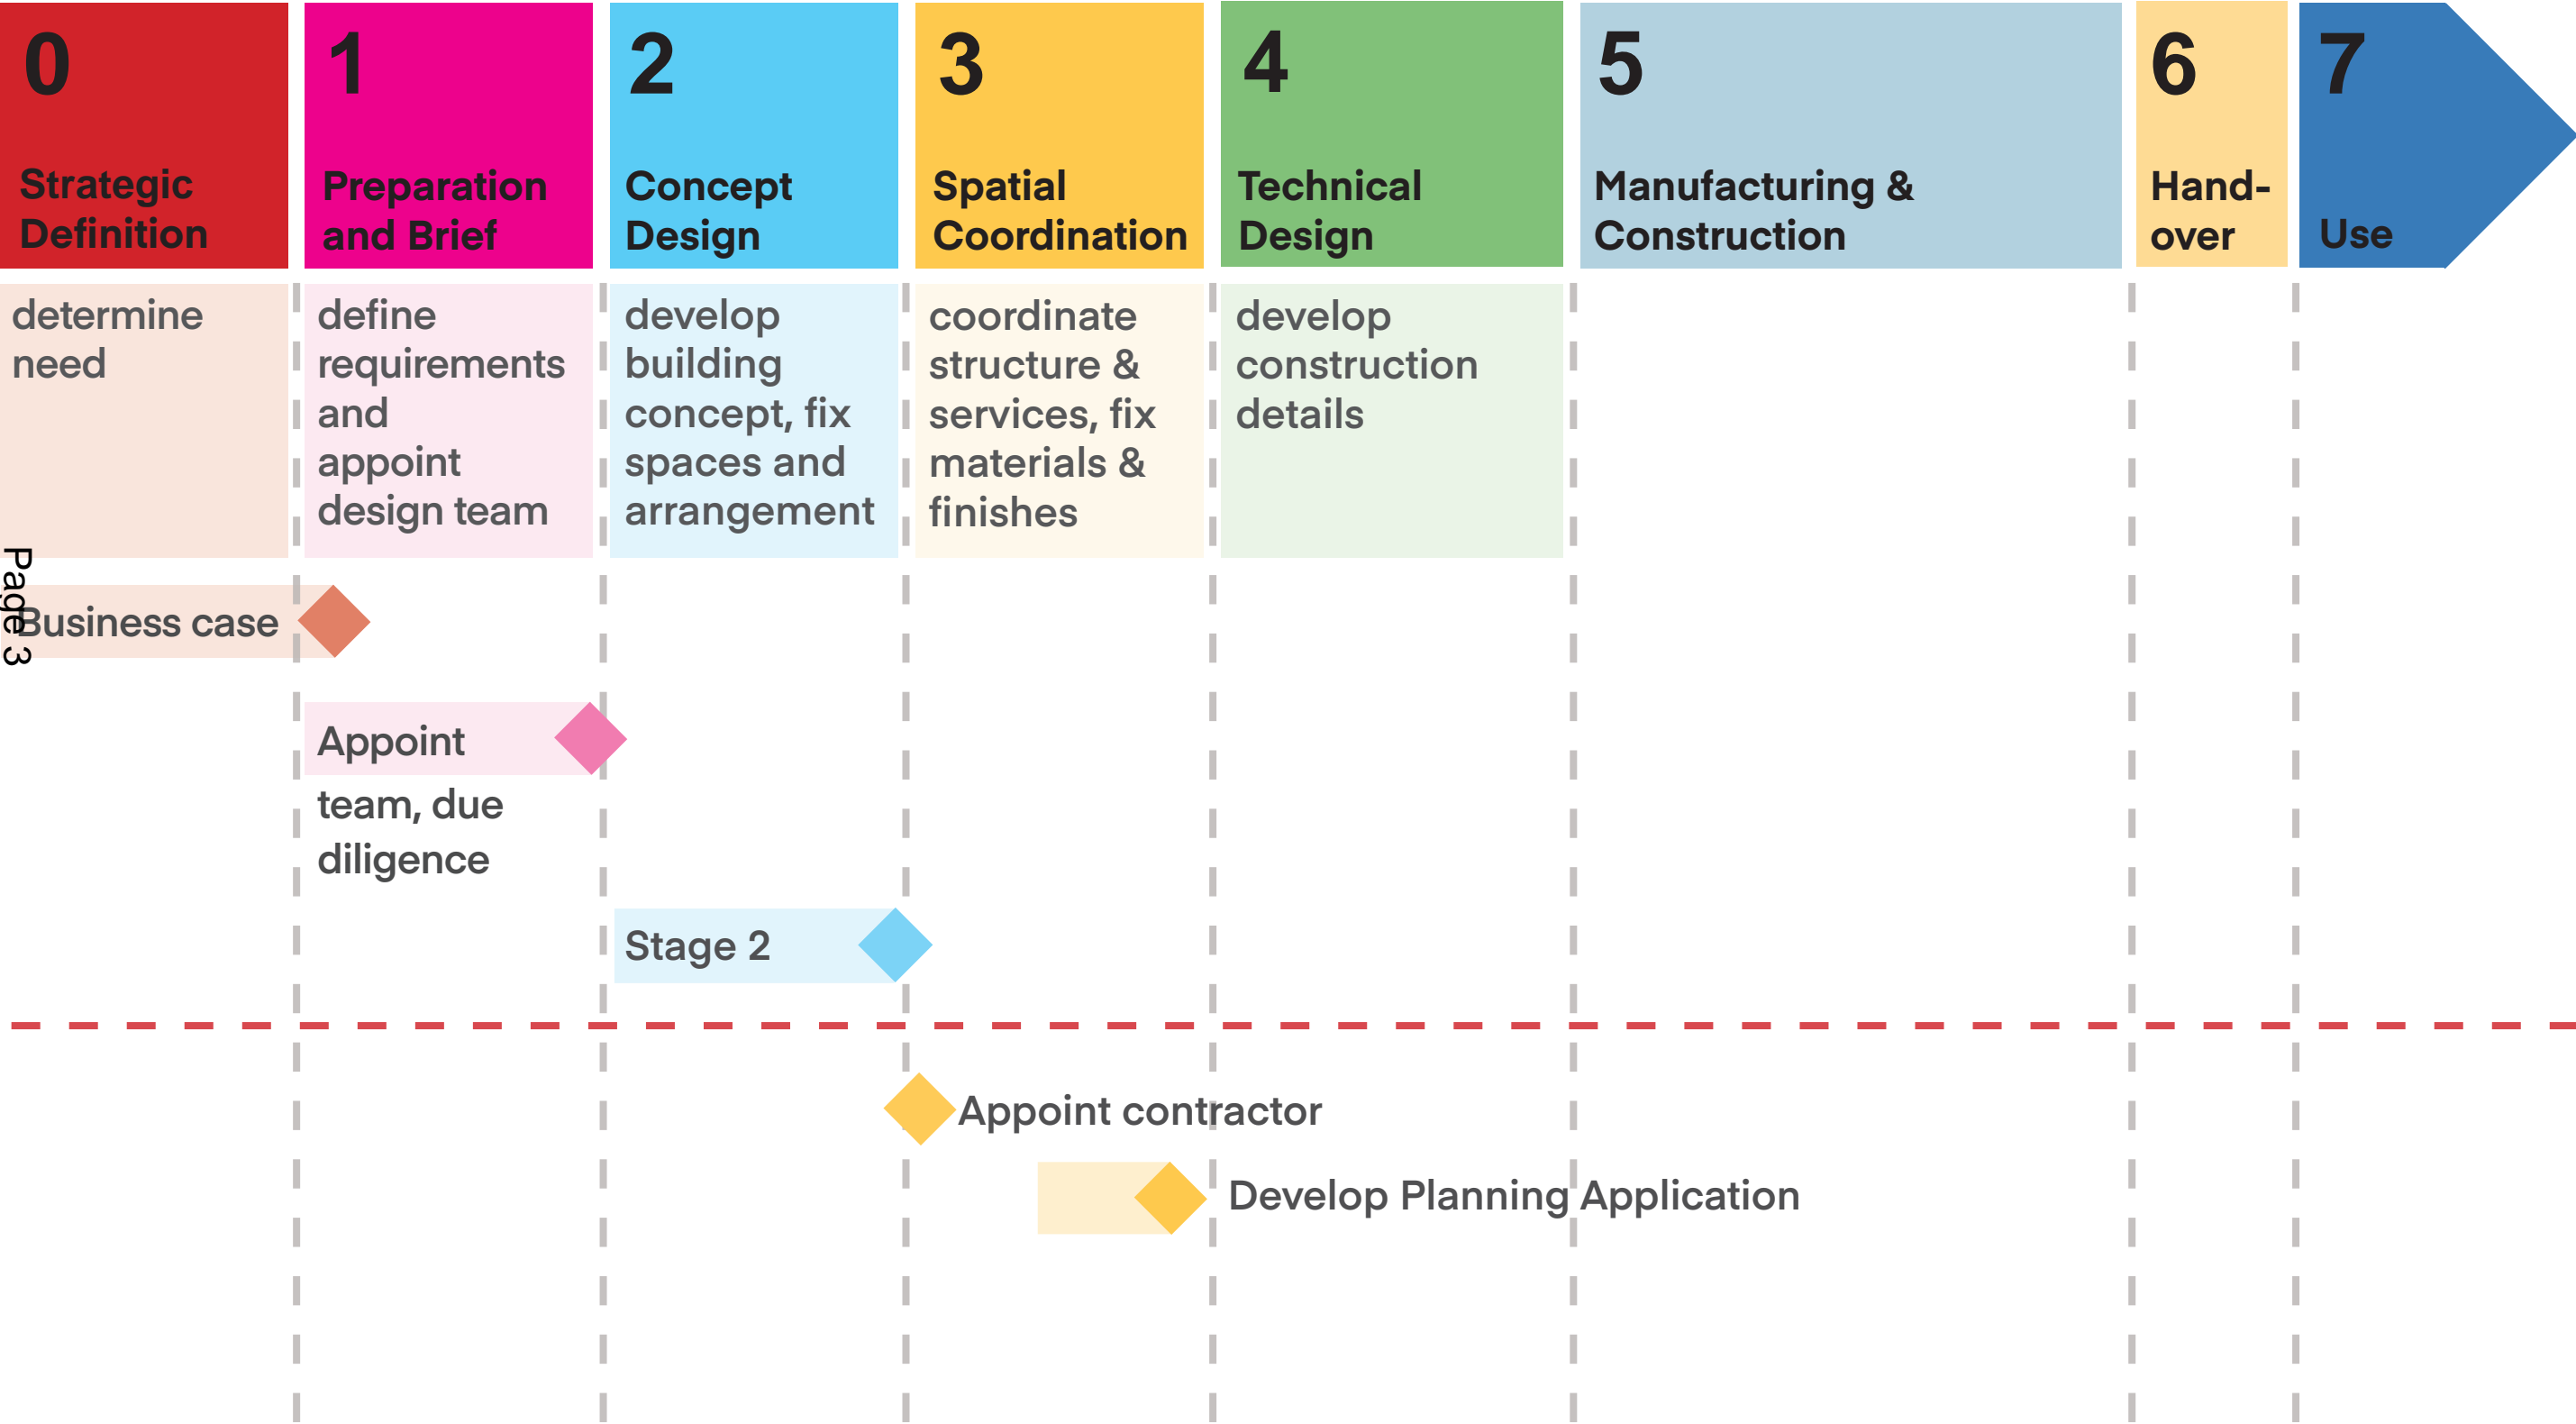 0
Strategic
Definition
1
Preparation
and Brief
2
Concept
Design
3
Spatial
Coordination
4
Technical
Design
5
Manufacturing &
Construction
6
Hand-
over
7
Use
determine
need
define
requirements
and
appoint
design team
develop
building
concept, fix
spaces and
arrangement
coordinate
structure &
services, fix
materials &
finishes
develop
construction
details
Page 3
Business case
Appoint
team, due
diligence
Stage 2
Appoint contractor
Develop Planning Application